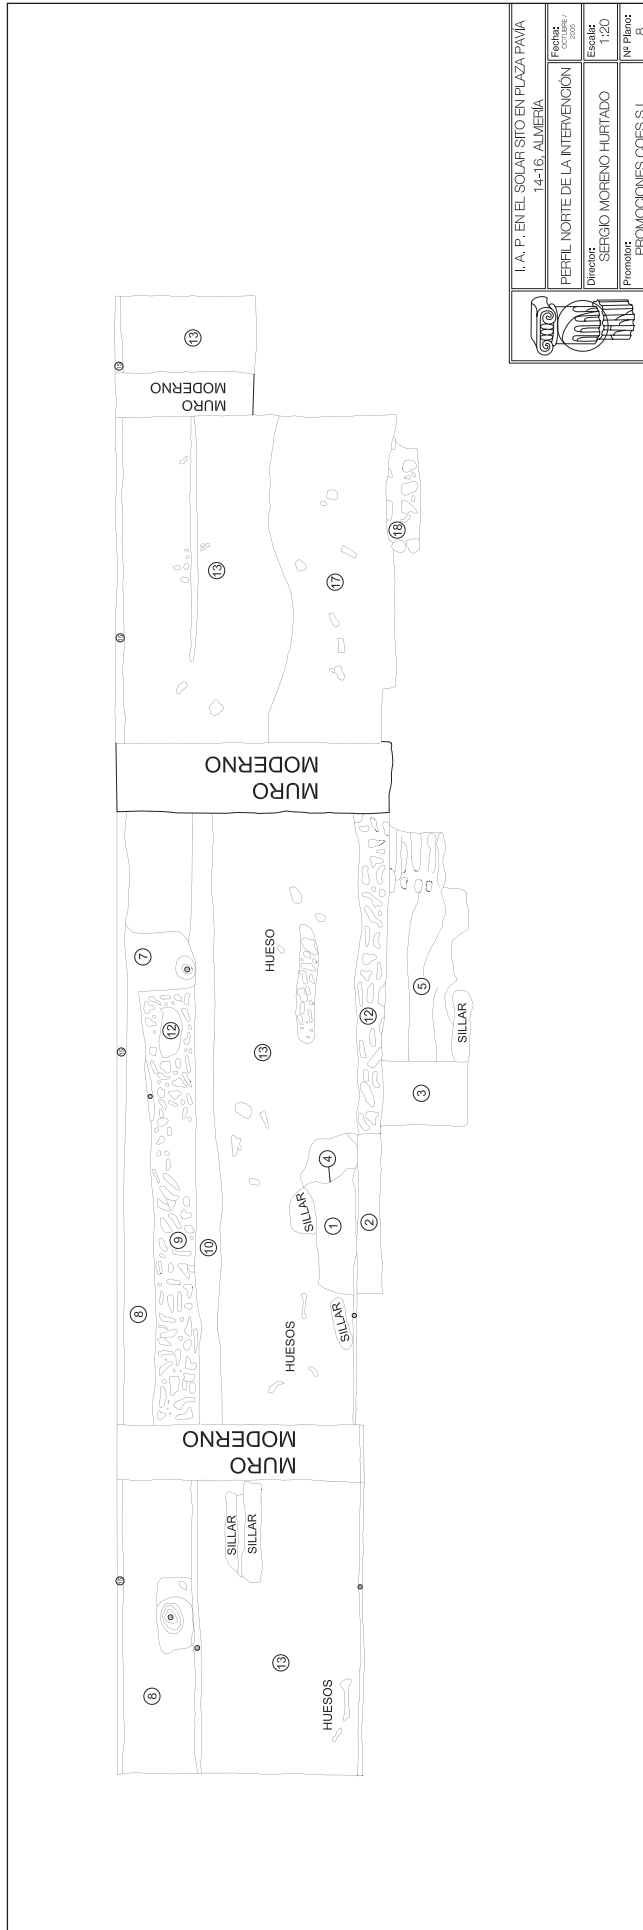 I. A. P. EN EL SOLAR SITO EN PLAZA PAVÍA
14-16, ALMERÍA
PERFIL NORTE DE LA INTERVENCIÓN
Fecha:
OCTUBRE /
2005
Director:
SERGIO MORENO HURTADO
Escala:
1:20
Promotor:
PROMOCIONES COES S.L.
Nº Plano:
8
8
13
HUESOS
SILLAR
SILLAR
MURO
MODERNO
8
9
10
12
7
13
HUESOS
SILLAR
SILLAR
1
4
2
HUESO
12
3
5
SILLAR
MURO
MODERNO
13
17
18
MURO
MODERNO
13